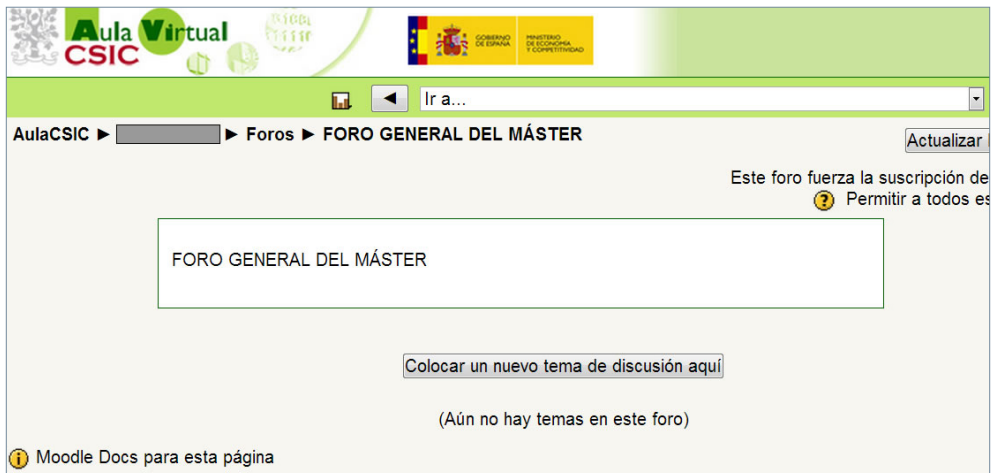 Aula Virtual
CSIC
GOBIERNO
DE ESPAÑA
MINISTERIO
DE ECONOMÍA
Y COMPETITIVIDAD
Ir a...
AulaCSIC ► ► Foros ► FORO GENERAL DEL MÁSTER
Actualizar
Este foro fuerza la suscripción de
Permitir a todos es
FORO GENERAL DEL MÁSTER
Colocar un nuevo tema de discusión aquí
(Aún no hay temas en este foro)
Moodle Docs para esta página